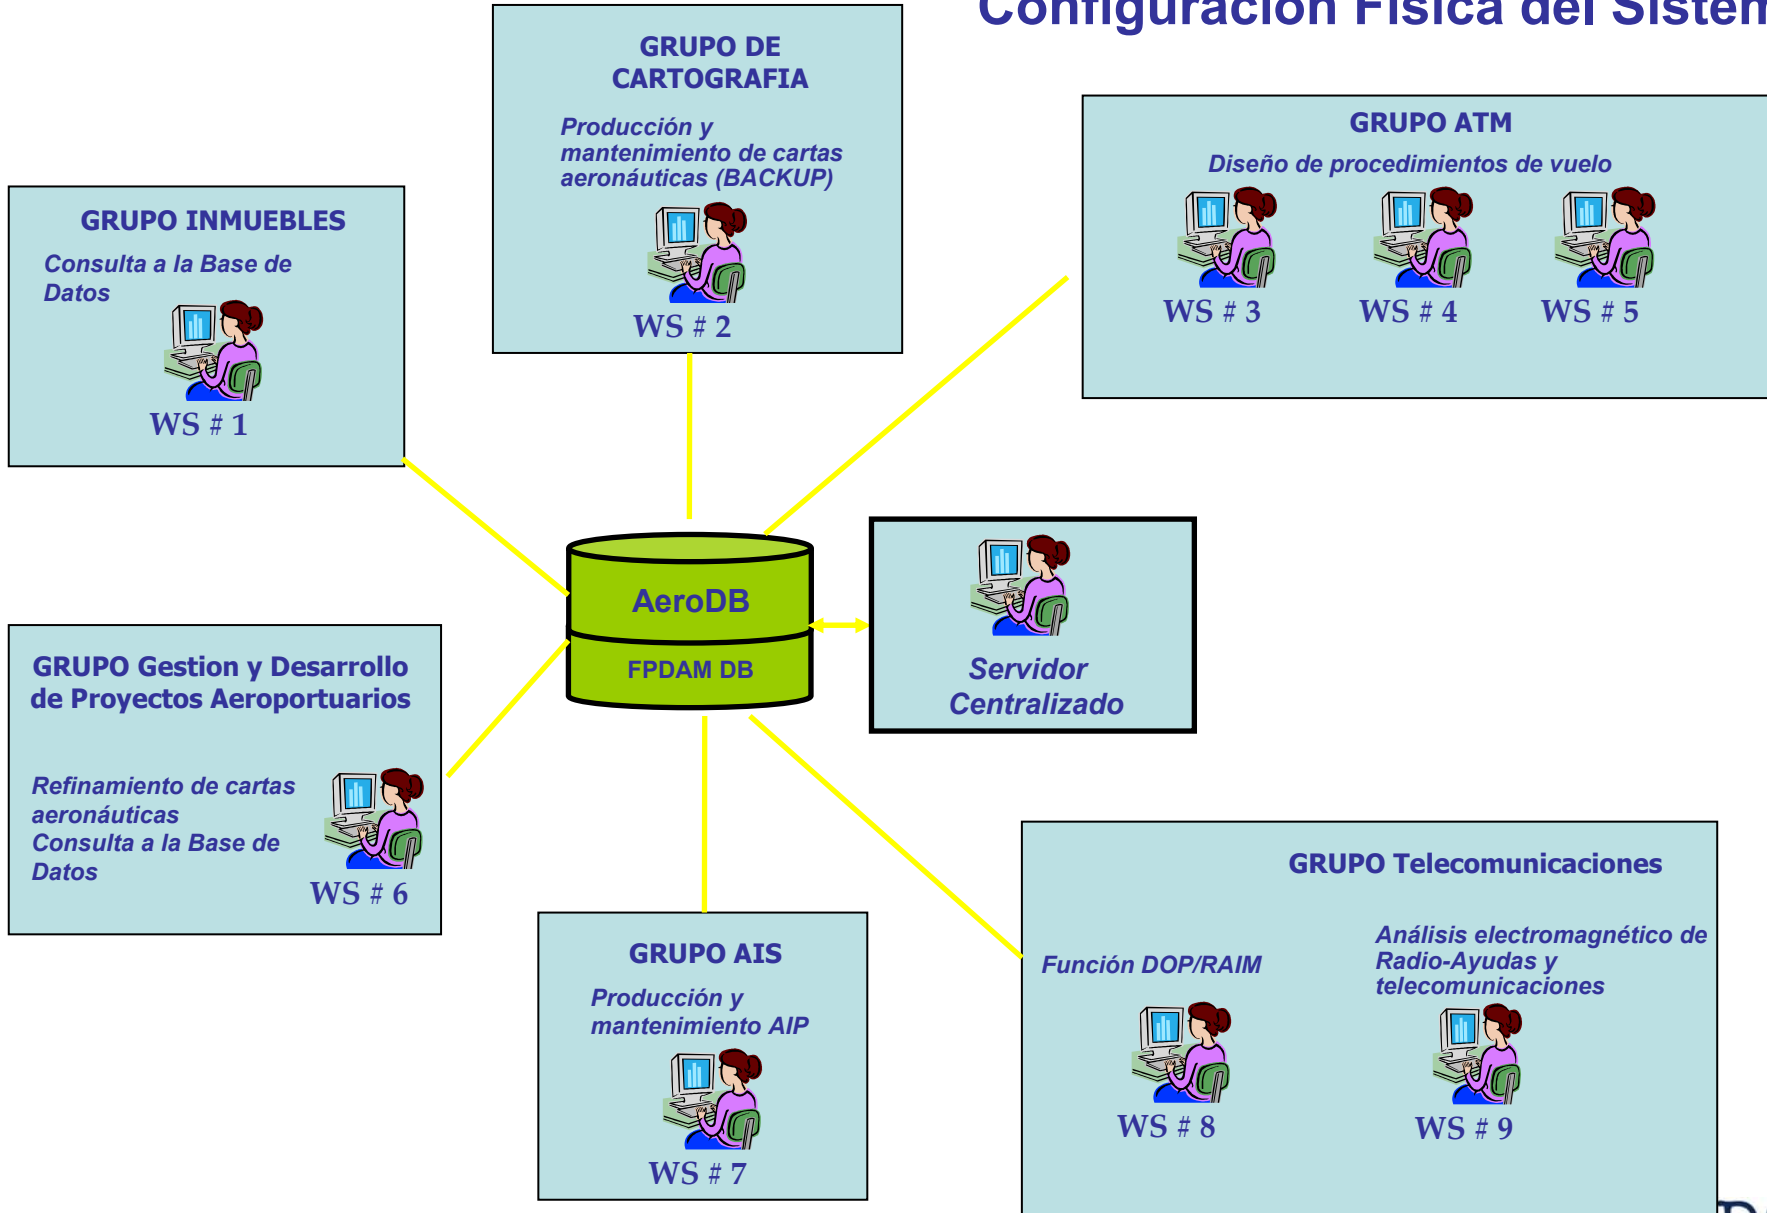 Configuración Física del Sistem
GRUPO DE
CARTOGRAFIA
Producción y
mantenimiento de cartas
aeronáuticas (BACKUP)
WS # 2
GRUPO ATM
Diseño de procedimientos de vuelo
WS # 3 WS # 4 WS # 5
GRUPO INMUEBLES
Consulta a la Base de
Datos
WS # 1
AeroDB
FPDAM DB
Servidor
Centralizado
GRUPO Gestion y Desarrollo
de Proyectos Aeroportuarios
Refinamiento de cartas
aeronáuticas
Consulta a la Base de
Datos
WS # 6
GRUPO AIS
Producción y
mantenimiento AIP
WS # 7
GRUPO Telecomunicaciones
Función DOP/RAIM
WS # 8
Análisis electromagnético de
Radio-Ayudas y
telecomunicaciones
WS # 9